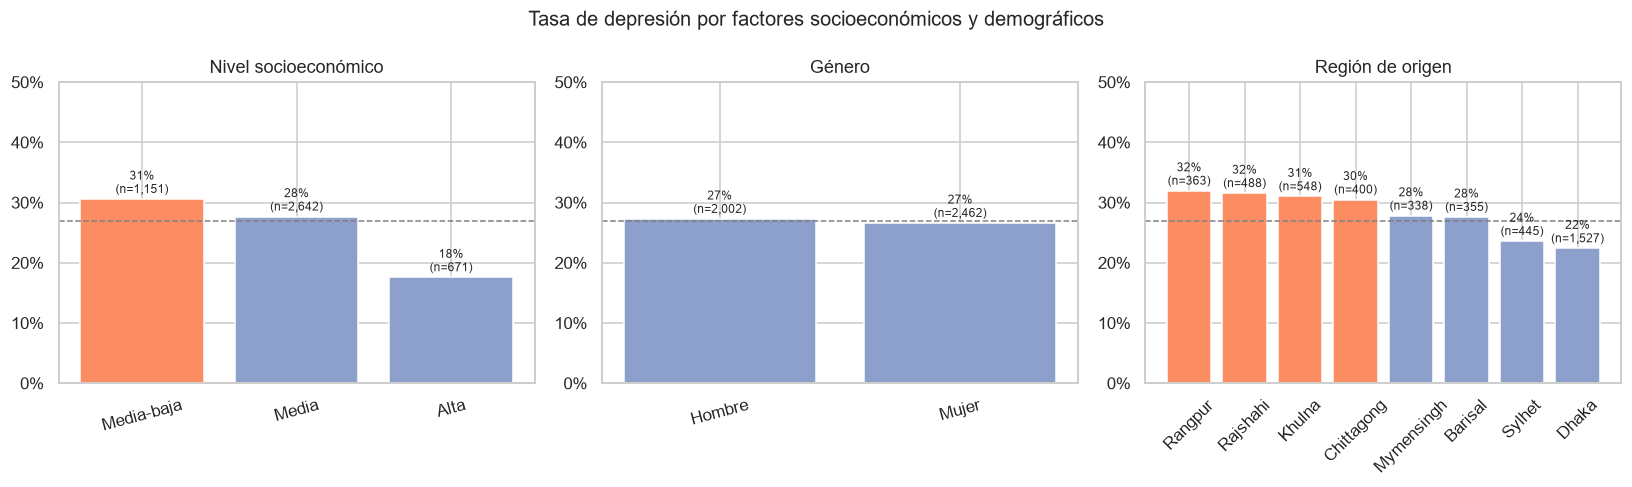 Tasa de depresión por factores socioeconómicos y demográficos
Nivel socioeconómico
50%
40%
30%
20%
10%
0%
31%
(n=1,151)
28%
(n=2,642)
18%
(n=671)
Media-baja
Media
Alta
Género
50%
40%
30%
20%
10%
0%
27%
(n=2,002)
27%
(n=2,462)
Hombre
Mujer
Región de origen
50%
40%
30%
20%
10%
0%
32%
(n=363)
32%
(n=488)
31%
(n=548)
30%
(n=400)
28%
(n=338)
28%
(n=355)
24%
(n=445)
22%
(n=1,527)
Rangpur
Rajshahi
Khulna
Chittagong
Mymensingh
Barisal
Sylhet
Dhaka